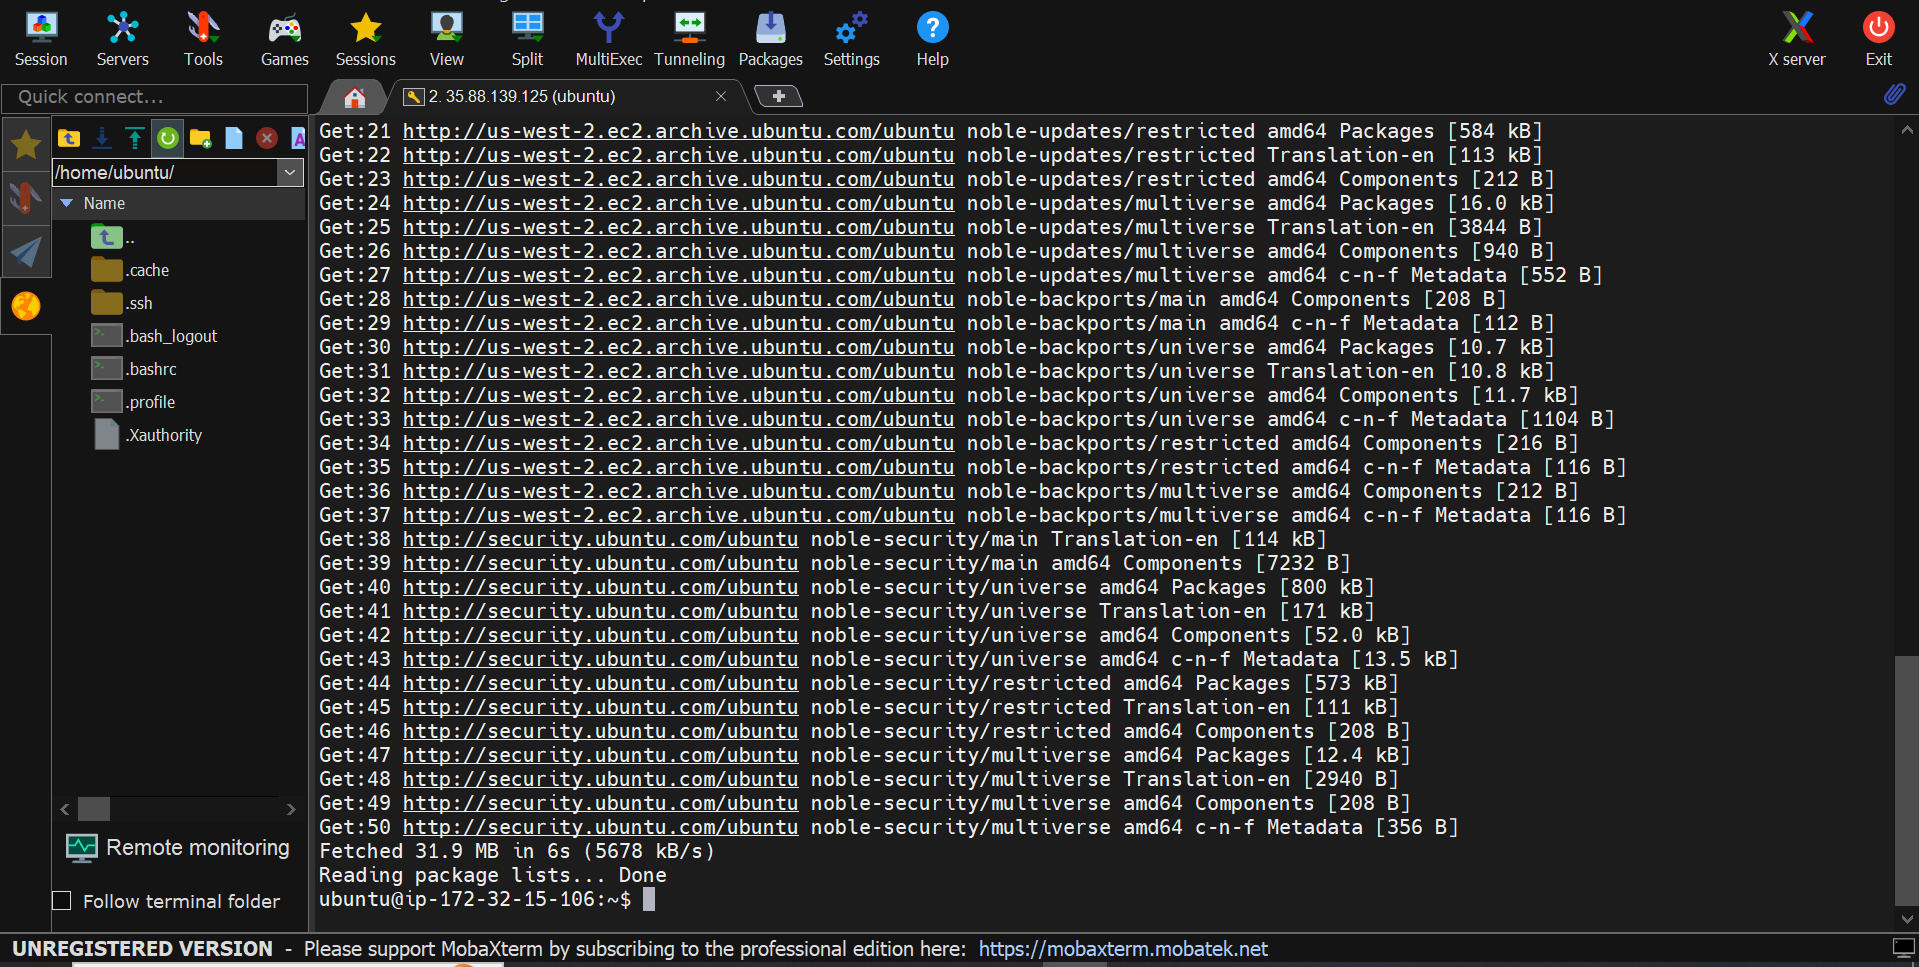 Session
Servers
Tools
Games
Sessions
View
Split
MultiExec
Tunneling
Packages
Settings
Help
X server
Exit
Quick connect...
2. 35.88.139.125 (ubuntu)
/home/ubuntu/
Name
..
.cache
.ssh
.bash_logout
.bashrc
.profile
.Xauthority
Remote monitoring
Follow terminal folder
Get:21 http://us-west-2.ec2.archive.ubuntu.com/ubuntu noble-updates/restricted amd64 Packages [584 kB]
Get:22 http://us-west-2.ec2.archive.ubuntu.com/ubuntu noble-updates/restricted Translation-en [113 kB]
Get:23 http://us-west-2.ec2.archive.ubuntu.com/ubuntu noble-updates/restricted amd64 Components [212 B]
Get:24 http://us-west-2.ec2.archive.ubuntu.com/ubuntu noble-updates/multiverse amd64 Packages [16.0 kB]
Get:25 http://us-west-2.ec2.archive.ubuntu.com/ubuntu noble-updates/multiverse Translation-en [3844 B]
Get:26 http://us-west-2.ec2.archive.ubuntu.com/ubuntu noble-updates/multiverse amd64 Components [940 B]
Get:27 http://us-west-2.ec2.archive.ubuntu.com/ubuntu noble-updates/multiverse amd64 c-n-f Metadata [552 B]
Get:28 http://us-west-2.ec2.archive.ubuntu.com/ubuntu noble-backports/main amd64 Components [208 B]
Get:29 http://us-west-2.ec2.archive.ubuntu.com/ubuntu noble-backports/main amd64 c-n-f Metadata [112 B]
Get:30 http://us-west-2.ec2.archive.ubuntu.com/ubuntu noble-backports/universe amd64 Packages [10.7 kB]
Get:31 http://us-west-2.ec2.archive.ubuntu.com/ubuntu noble-backports/universe Translation-en [10.8 kB]
Get:32 http://us-west-2.ec2.archive.ubuntu.com/ubuntu noble-backports/universe amd64 Components [11.7 kB]
Get:33 http://us-west-2.ec2.archive.ubuntu.com/ubuntu noble-backports/universe amd64 c-n-f Metadata [1104 B]
Get:34 http://us-west-2.ec2.archive.ubuntu.com/ubuntu noble-backports/restricted amd64 Components [216 B]
Get:35 http://us-west-2.ec2.archive.ubuntu.com/ubuntu noble-backports/restricted amd64 c-n-f Metadata [116 B]
Get:36 http://us-west-2.ec2.archive.ubuntu.com/ubuntu noble-backports/multiverse amd64 Components [212 B]
Get:37 http://us-west-2.ec2.archive.ubuntu.com/ubuntu noble-backports/multiverse amd64 c-n-f Metadata [116 B]
Get:38 http://security.ubuntu.com/ubuntu noble-security/main Translation-en [114 kB]
Get:39 http://security.ubuntu.com/ubuntu noble-security/main amd64 Components [7232 B]
Get:40 http://security.ubuntu.com/ubuntu noble-security/universe amd64 Packages [800 kB]
Get:41 http://security.ubuntu.com/ubuntu noble-security/universe Translation-en [171 kB]
Get:42 http://security.ubuntu.com/ubuntu noble-security/universe amd64 Components [52.0 kB]
Get:43 http://security.ubuntu.com/ubuntu noble-security/universe amd64 c-n-f Metadata [13.5 kB]
Get:44 http://security.ubuntu.com/ubuntu noble-security/restricted amd64 Packages [573 kB]
Get:45 http://security.ubuntu.com/ubuntu noble-security/restricted Translation-en [111 kB]
Get:46 http://security.ubuntu.com/ubuntu noble-security/restricted amd64 Components [208 B]
Get:47 http://security.ubuntu.com/ubuntu noble-security/multiverse amd64 Packages [12.4 kB]
Get:48 http://security.ubuntu.com/ubuntu noble-security/multiverse Translation-en [2940 B]
Get:49 http://security.ubuntu.com/ubuntu noble-security/multiverse amd64 Components [208 B]
Get:50 http://security.ubuntu.com/ubuntu noble-security/multiverse amd64 c-n-f Metadata [356 B]
Fetched 31.9 MB in 6s (5678 kB/s)
Reading package lists... Done
ubuntu@ip-172-32-15-106:~$
UNREGISTERED VERSION - Please support MobaXterm by subscribing to the professional edition here: https://mobaxterm.mobatek.net